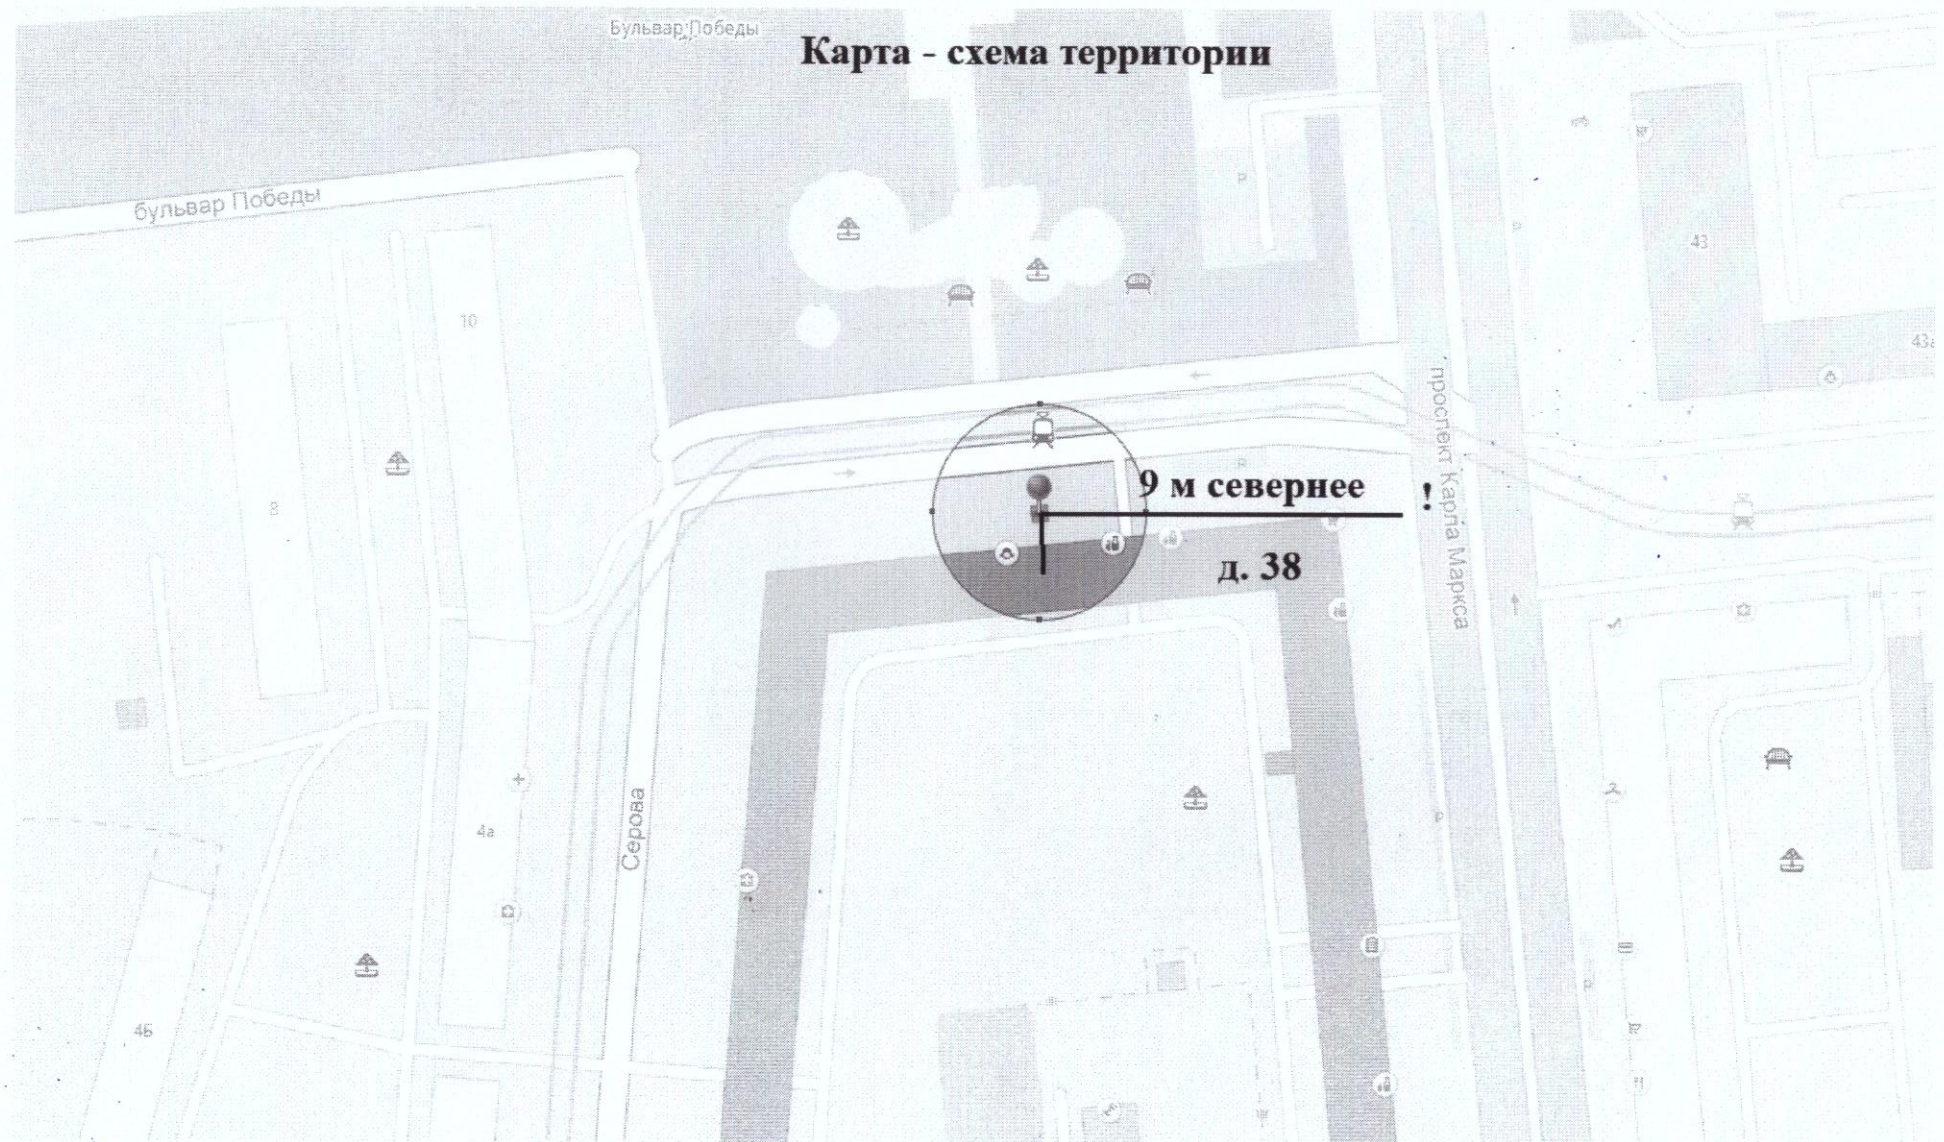 Бульвар Победы
Карта - схема территории
бульвар Победы
43
10
43а
проспект Карла Маркса
9 м севернее !
8
д. 38
Серова
4а
4Б